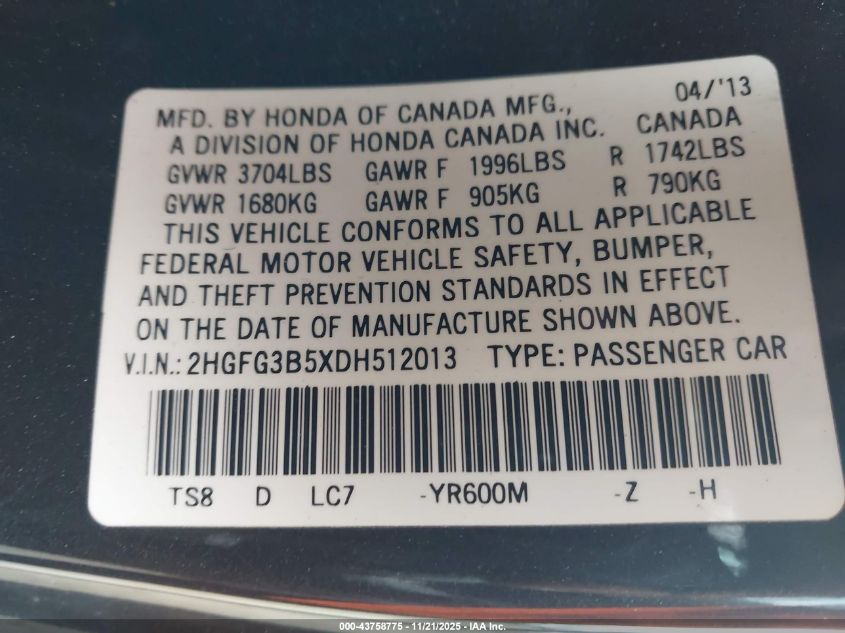 04/'13
MFD. BY HONDA OF CANADA MFG.,
A DIVISION OF HONDA CANADA INC. CANADA
GVWR 3704LBS GAWR F 1996LBS R 1742LBS
GVWR 1680KG GAWR F 905KG R 790KG
THIS VEHICLE CONFORMS TO ALL APPLICABLE
FEDERAL MOTOR VEHICLE SAFETY, BUMPER,
AND THEFT PREVENTION STANDARDS IN EFFECT
ON THE DATE OF MANUFACTURE SHOWN ABOVE.
V.I.N.: 2HGFG3B5XDH512013 TYPE: PASSENGER CAR
TS8 D LC7 -YR600M -Z -H
000-43758775 - 11/21/2025 - IAA Inc.